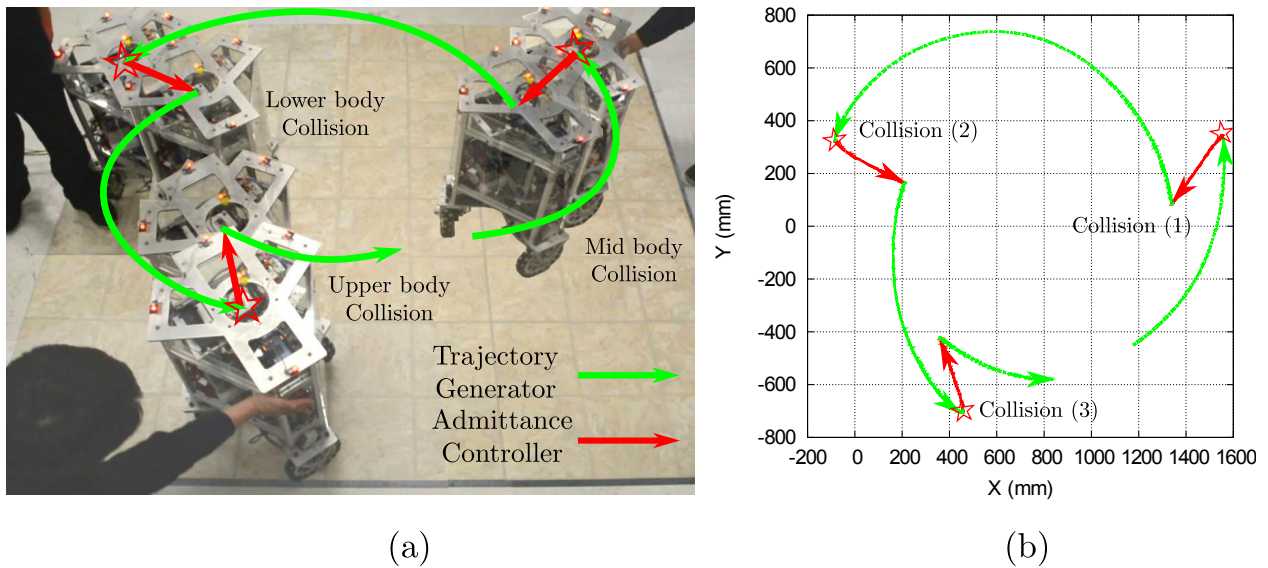 Lower body
Collision
Mid body
Collision
Upper body
Collision
Trajectory
Generator
Admittance
Controller
(a)
800
600
400
200
0
-200
-400
-600
-800
Y (mm)
Collision (2)
Collision (1)
Collision (3)
-200 0 200 400 600 800 1000 1200 1400 1600
X (mm)
(b)